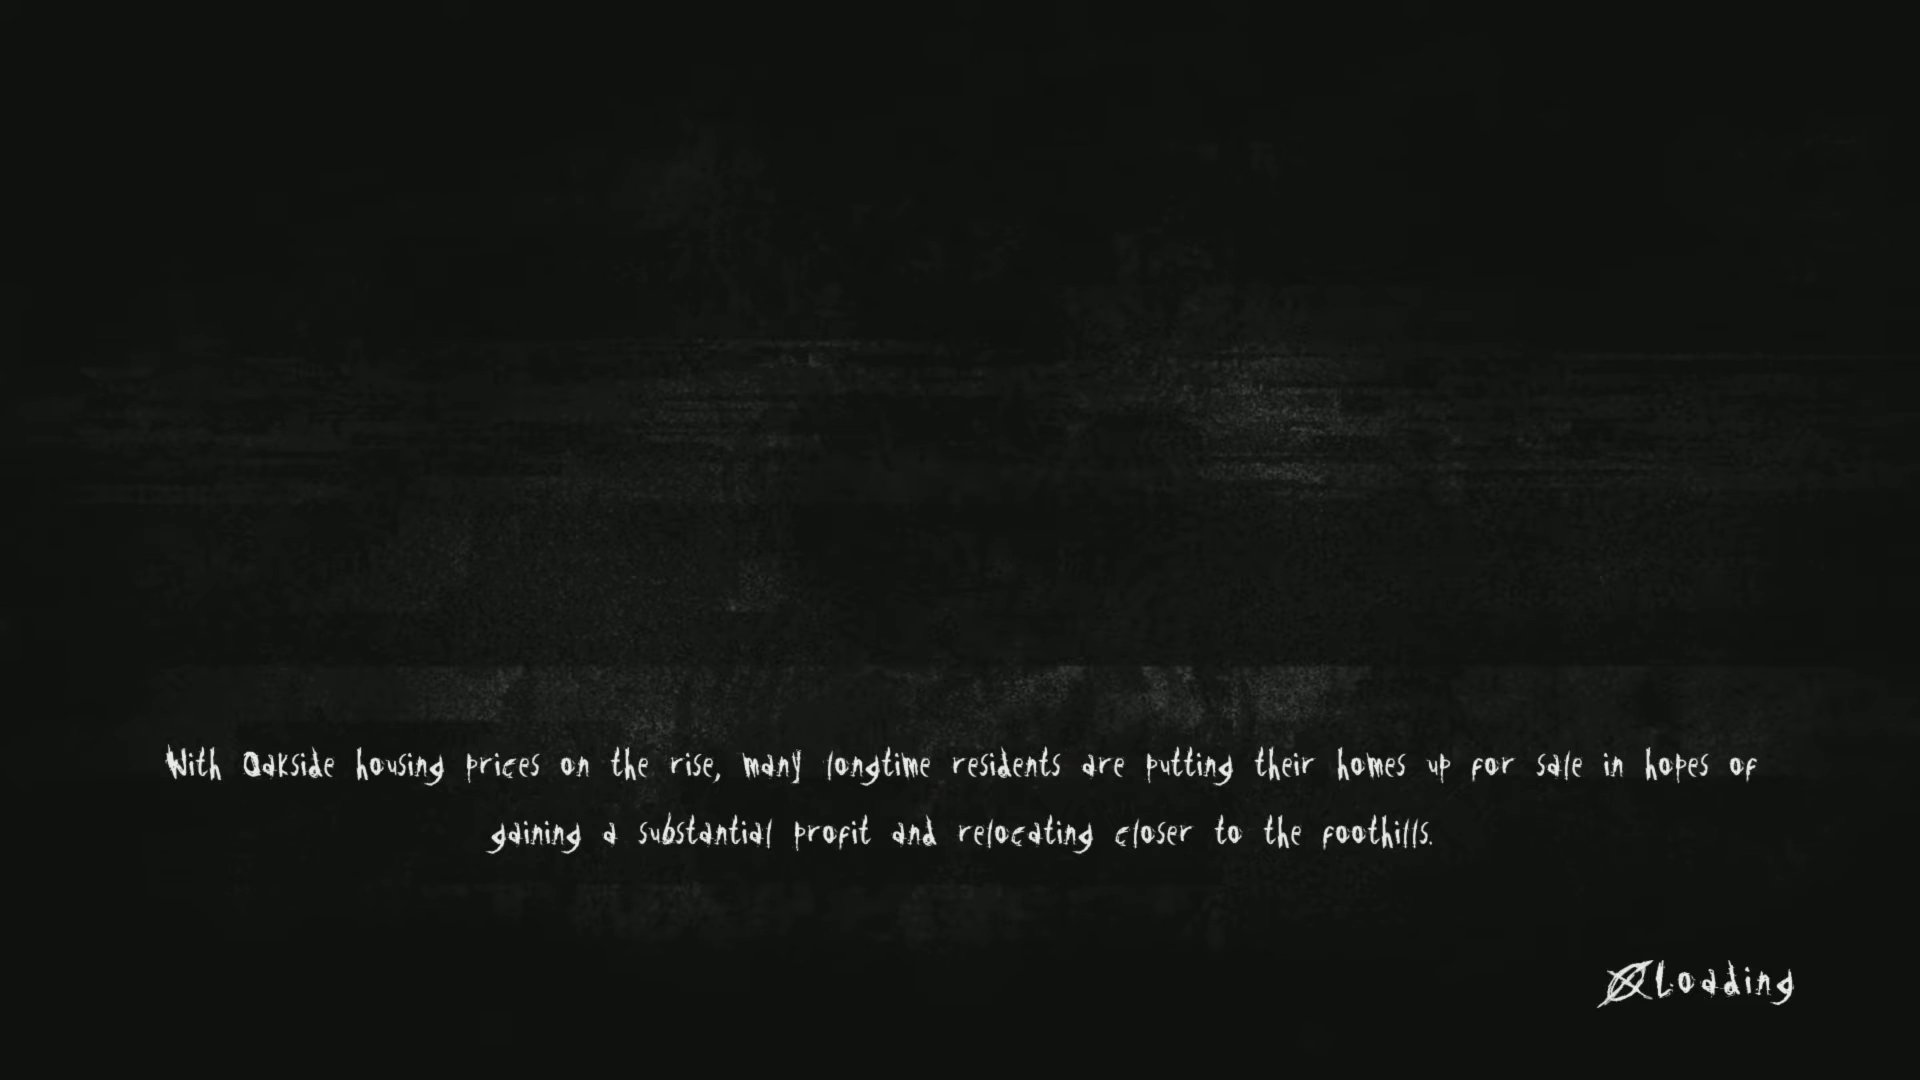 With Oakside housing prices on the rise, many longtime residents are putting their homes up for sale in hopes of
gaining a substantial profit and relocating closer to the foothills.
Loading